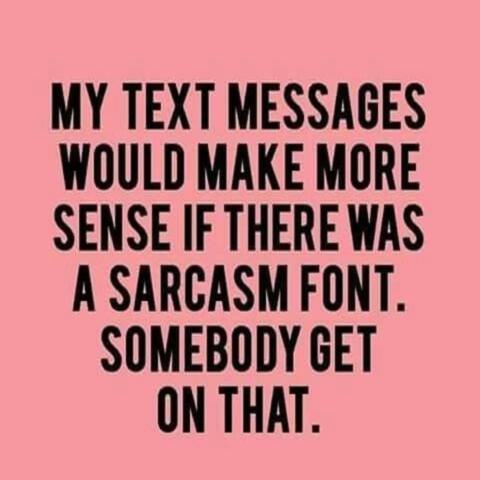 MY TEXT MESSAGES
WOULD MAKE MORE
SENSE IF THERE WAS
A SARCASM FONT.
SOMEBODY GET
ON THAT.